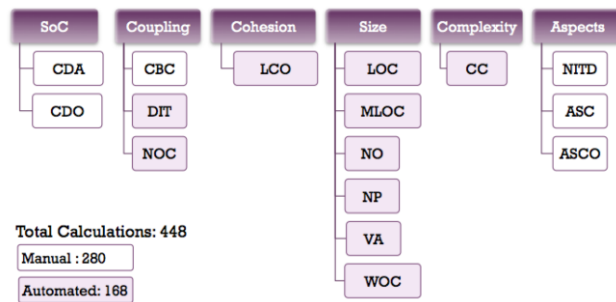 SoC
Coupling
Cohesion
Size
Complexity
Aspects
CDA
CBC
LCO
LOC
CC
NITD
CDO
DIT
MLOC
ASC
NOC
NO
ASCO
NP
VA
WOC
Total Calculations: 448
Manual : 280
Automated: 168